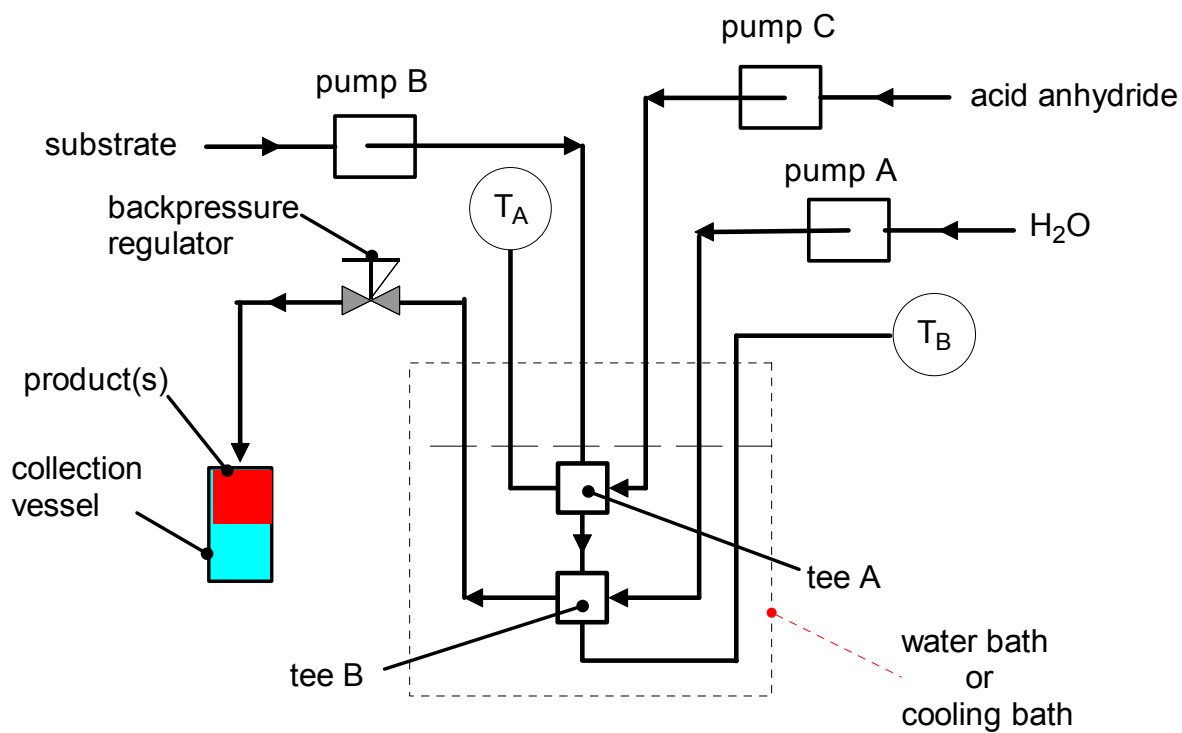 pump C
pump B
acid anhydride
substrate
pump A
backpressure
regulator
T_A
H₂O
T_B
product(s)
collection
vessel
tee A
tee B
water bath
or
cooling bath